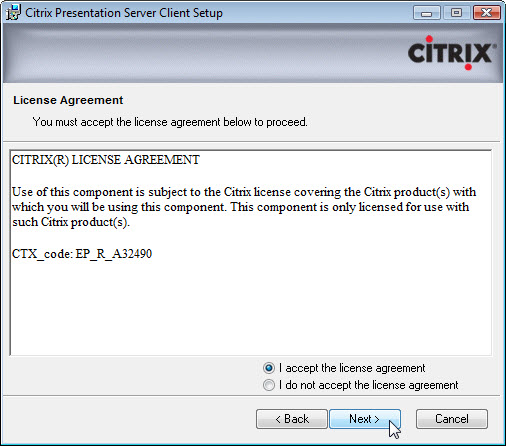 Citrix Presentation Server Client Setup
CITRIX®
License Agreement
You must accept the license agreement below to proceed.
CITRIX(R) LICENSE AGREEMENT
Use of this component is subject to the Citrix license covering the Citrix product(s) with
which you will be using this component. This component is only licensed for use with
such Citrix product(s).
CTX_code: EP_R_A32490
I accept the license agreement
I do not accept the license agreement
< Back Next > Cancel